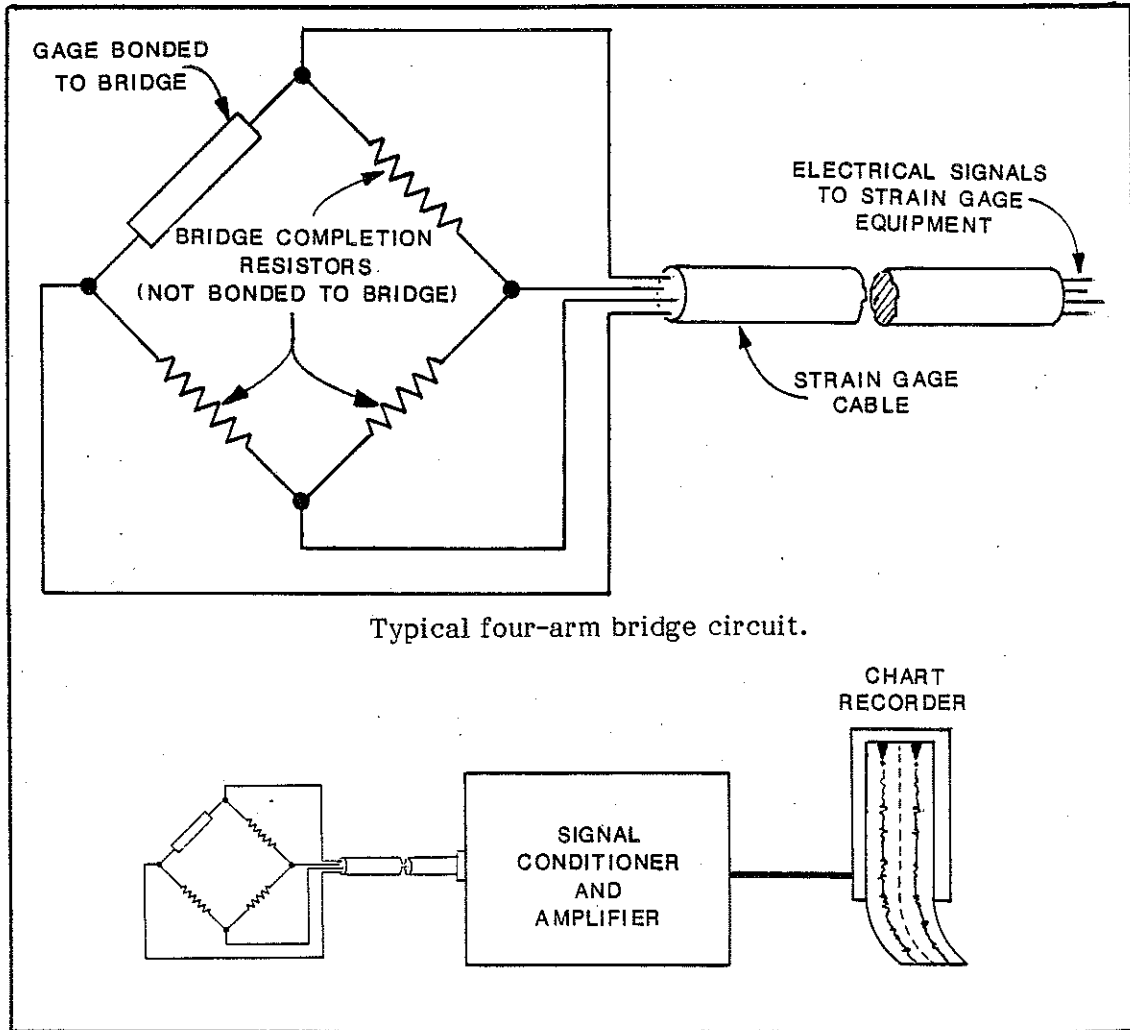 GAGE BONDED
TO BRIDGE
BRIDGE COMPLETION
RESISTORS
(NOT BONDED TO BRIDGE)
ELECTRICAL SIGNALS
TO STRAIN GAGE
EQUIPMENT
STRAIN GAGE
CABLE
Typical four-arm bridge circuit.
CHART
RECORDER
SIGNAL
CONDITIONER
AND
AMPLIFIER